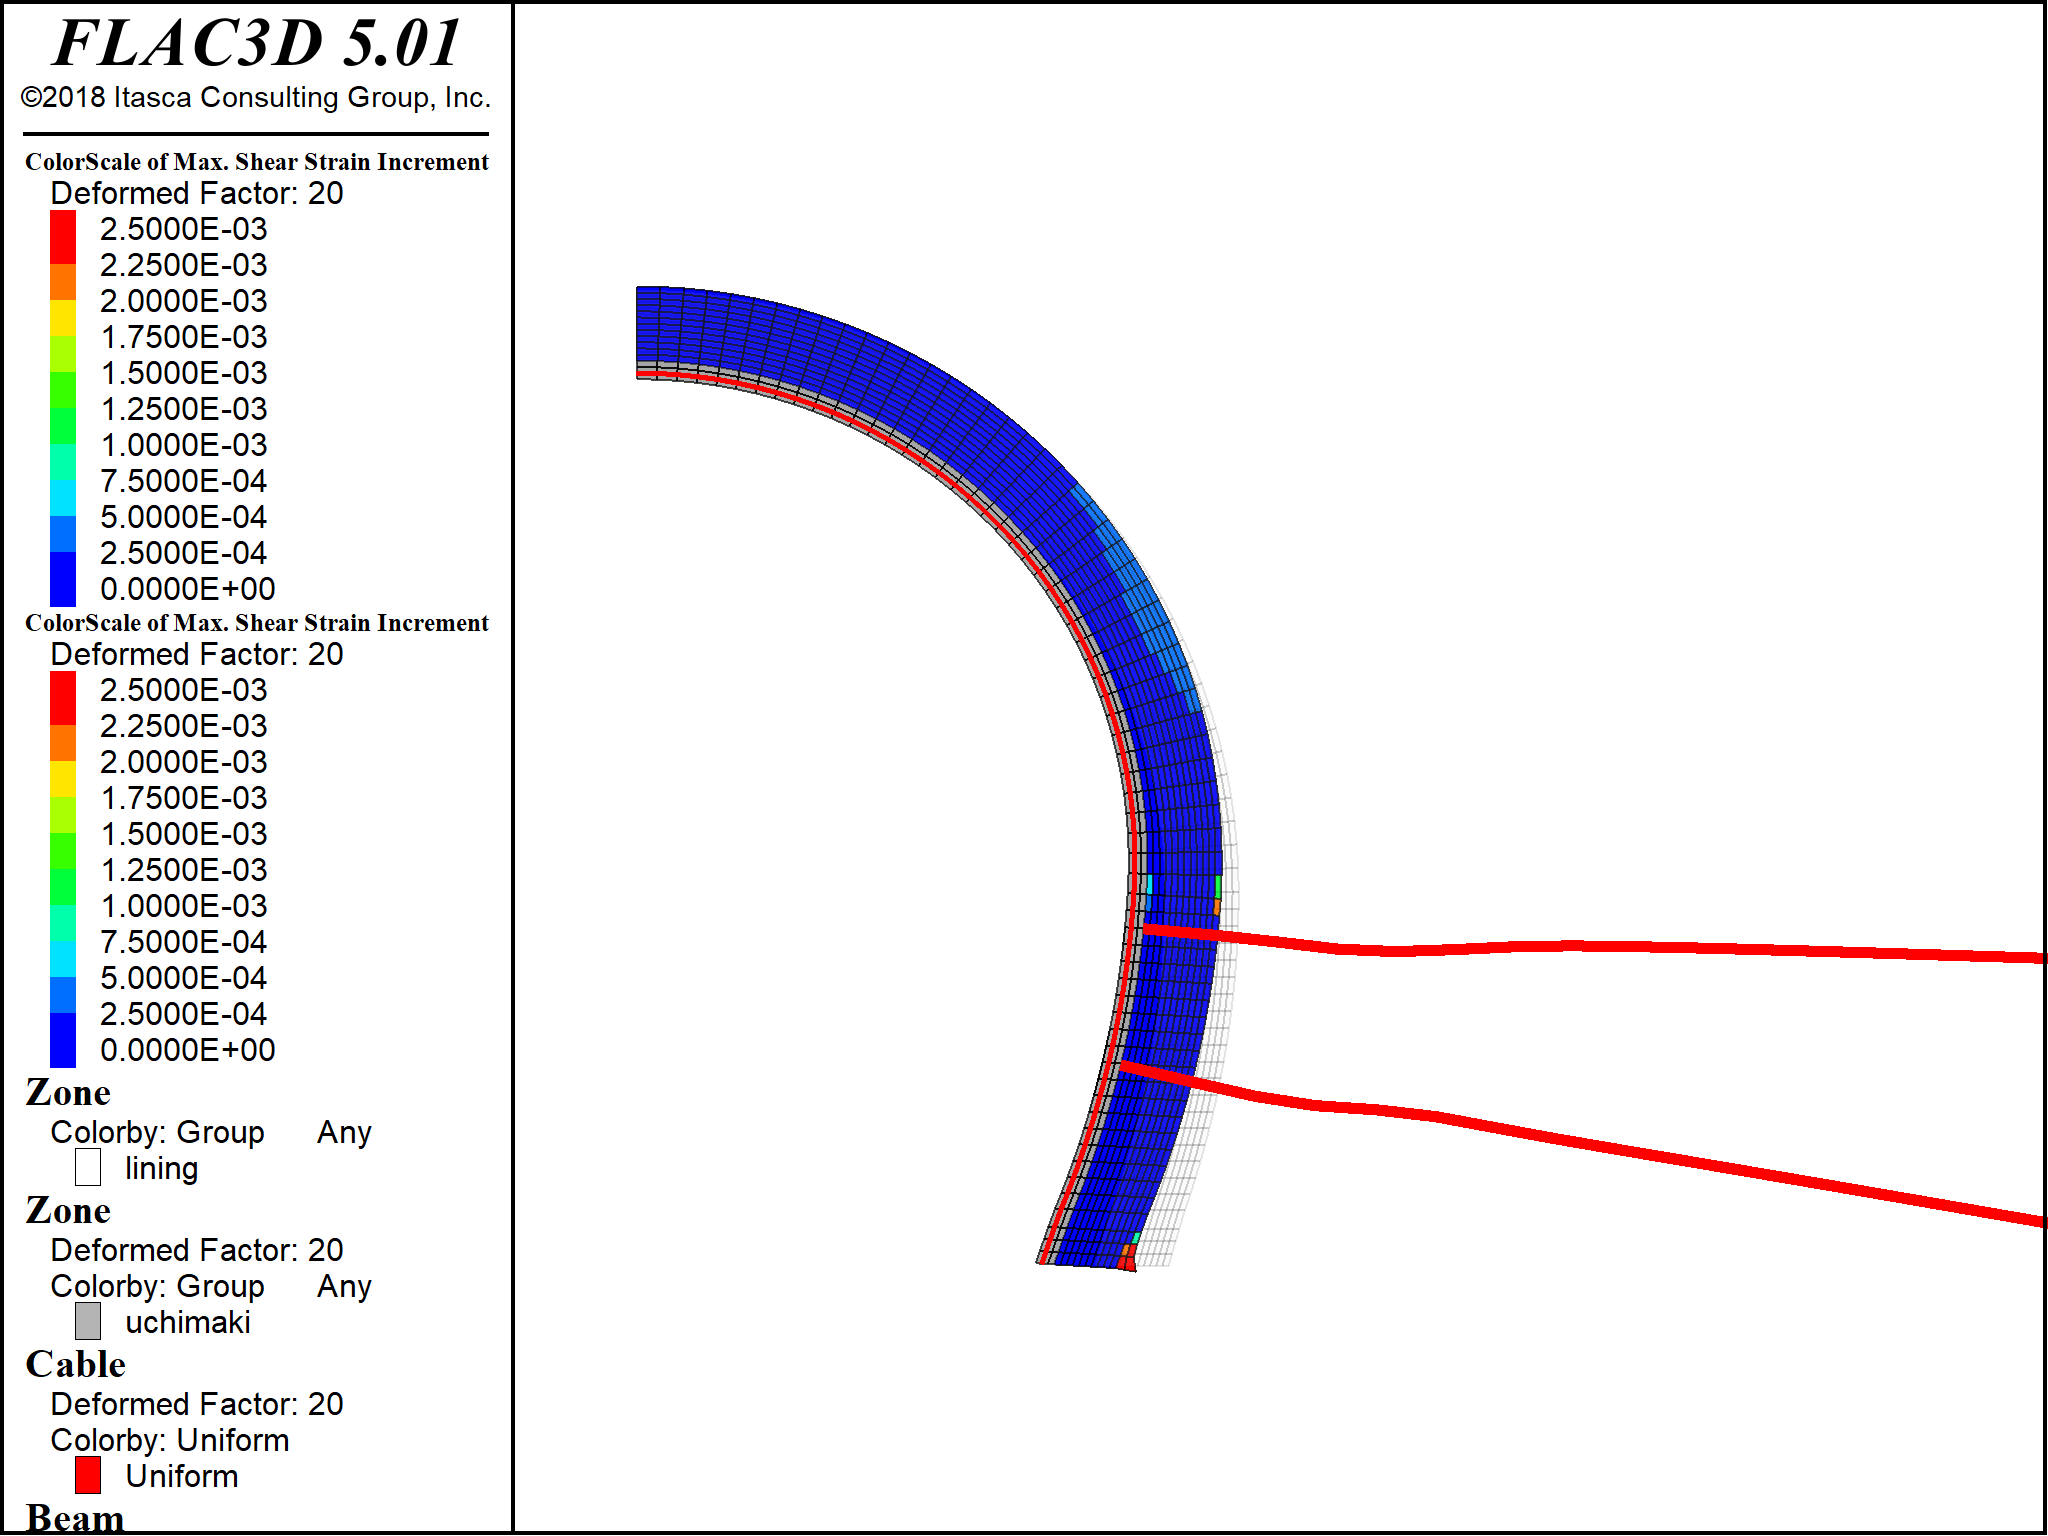 FLAC3D 5.01
©2018 Itasca Consulting Group, Inc.
ColorScale of Max. Shear Strain Increment
Deformed Factor: 20
2.5000E-03
2.2500E-03
2.0000E-03
1.7500E-03
1.5000E-03
1.2500E-03
1.0000E-03
7.5000E-04
5.0000E-04
2.5000E-04
0.0000E+00
ColorScale of Max. Shear Strain Increment
Deformed Factor: 20
2.5000E-03
2.2500E-03
2.0000E-03
1.7500E-03
1.5000E-03
1.2500E-03
1.0000E-03
7.5000E-04
5.0000E-04
2.5000E-04
0.0000E+00
Zone
Colorby: Group Any
lining
Zone
Deformed Factor: 20
Colorby: Group Any
uchimaki
Cable
Deformed Factor: 20
Colorby: Uniform
Uniform
Beam